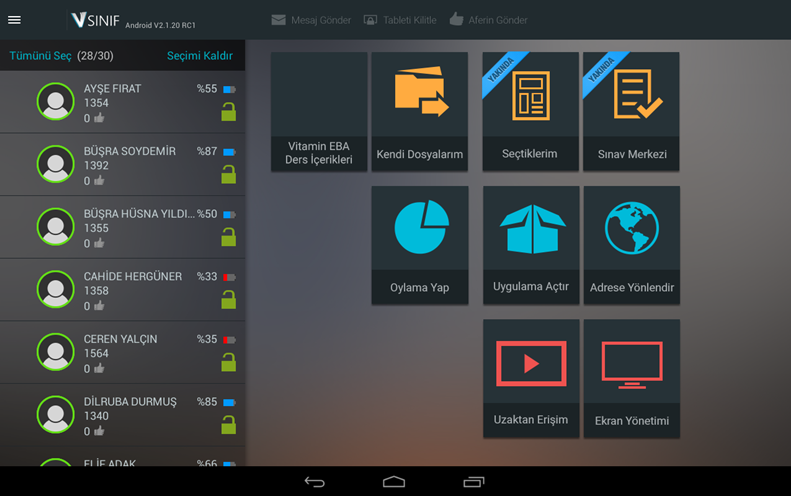 VSINIF Android V2.1.20 RC1
Mesaj Gönder Tableti Kilitle Aferin Gönder
Tümünü Seç (28/30) Seçimi Kaldır
AYŞE FIRAT %55
1354
0
BÜŞRA SOYDEMİR %87
1392
0
BÜŞRA HÜSNA YILDI... %50
1355
0
CAHİDE HERGÜNER %33
1358
0
CEREN YALÇIN %35
1564
0
DİLRUBA DURMUŞ %85
1340
0
ELİF ADAK %66
Vitamin EBA
Ders İçerikleri
Kendi Dosyalarım
YAKINDA
Seçtiklerim
YAKINDA
Sınav Merkezi
Oylama Yap
Uygulama Açtır
Adrese Yönlendir
Uzaktan Erişim
Ekran Yönetimi